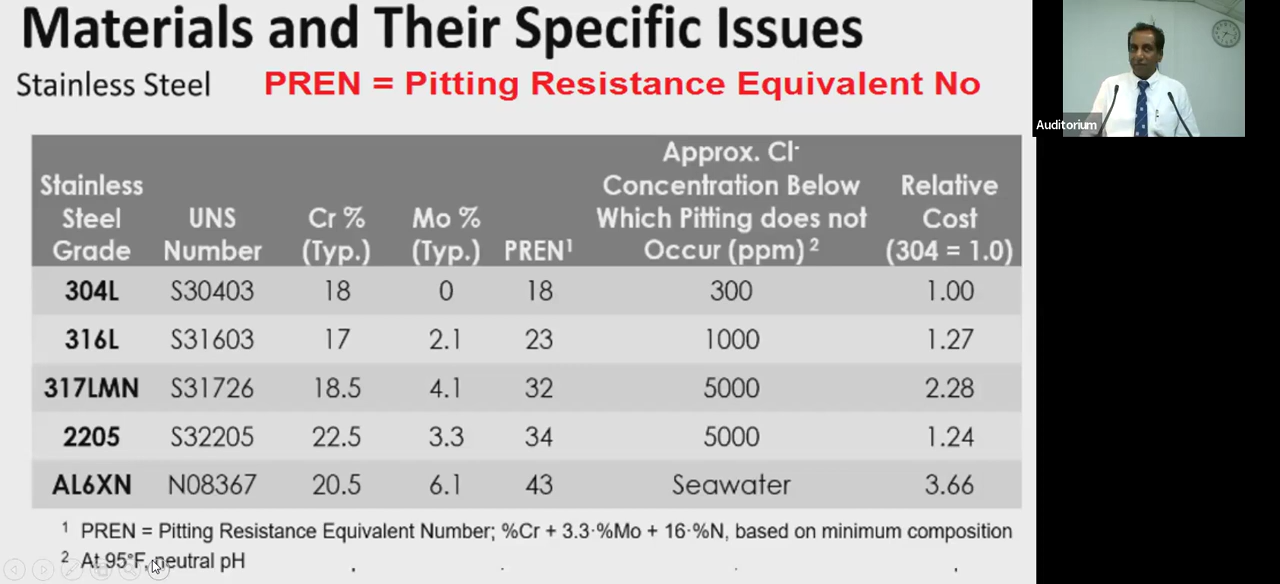 Materials and Their Specific Issues
Stainless Steel PREN = Pitting Resistance Equivalent No
Auditorium
Stainless Steel Grade UNS Number Cr % (Typ.) Mo % (Typ.) PREN¹ Approx. Cl- Concentration Below Which Pitting does not Occur (ppm) ² Relative Cost (304 = 1.0)
304L S30403 18 0 18 300 1.00
316L S31603 17 2.1 23 1000 1.27
317LMN S31726 18.5 4.1 32 5000 2.28
2205 S32205 22.5 3.3 34 5000 1.24
AL6XN N08367 20.5 6.1 43 Seawater 3.66
¹ PREN = Pitting Resistance Equivalent Number; %Cr + 3.3·%Mo + 16·%N, based on minimum composition
² At 95°F, neutral pH